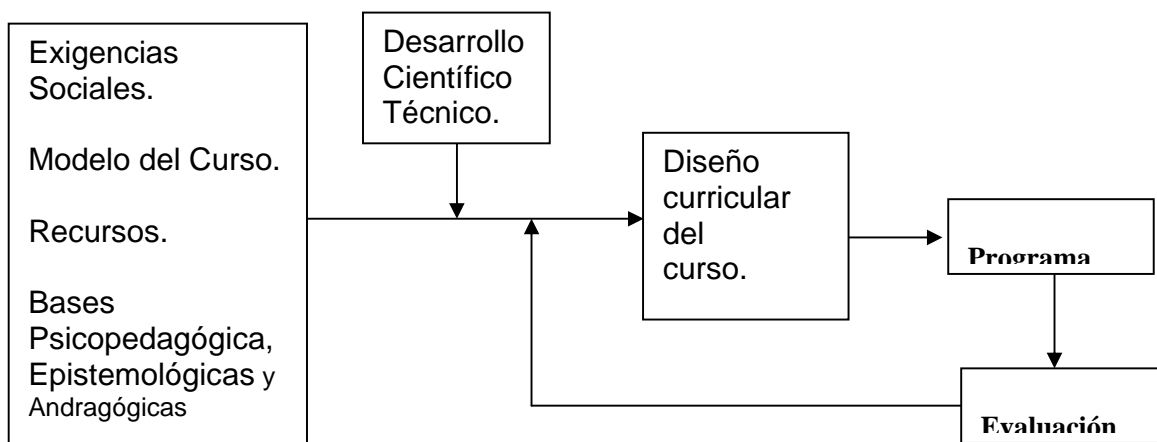 Exigencias
Sociales.
Modelo del Curso.
Recursos.
Bases
Psicopedagógica,
Epistemológicas y
Andragógicas
Desarrollo
Científico
Técnico.
Diseño
curricular
del
curso.
Programa
Evaluación